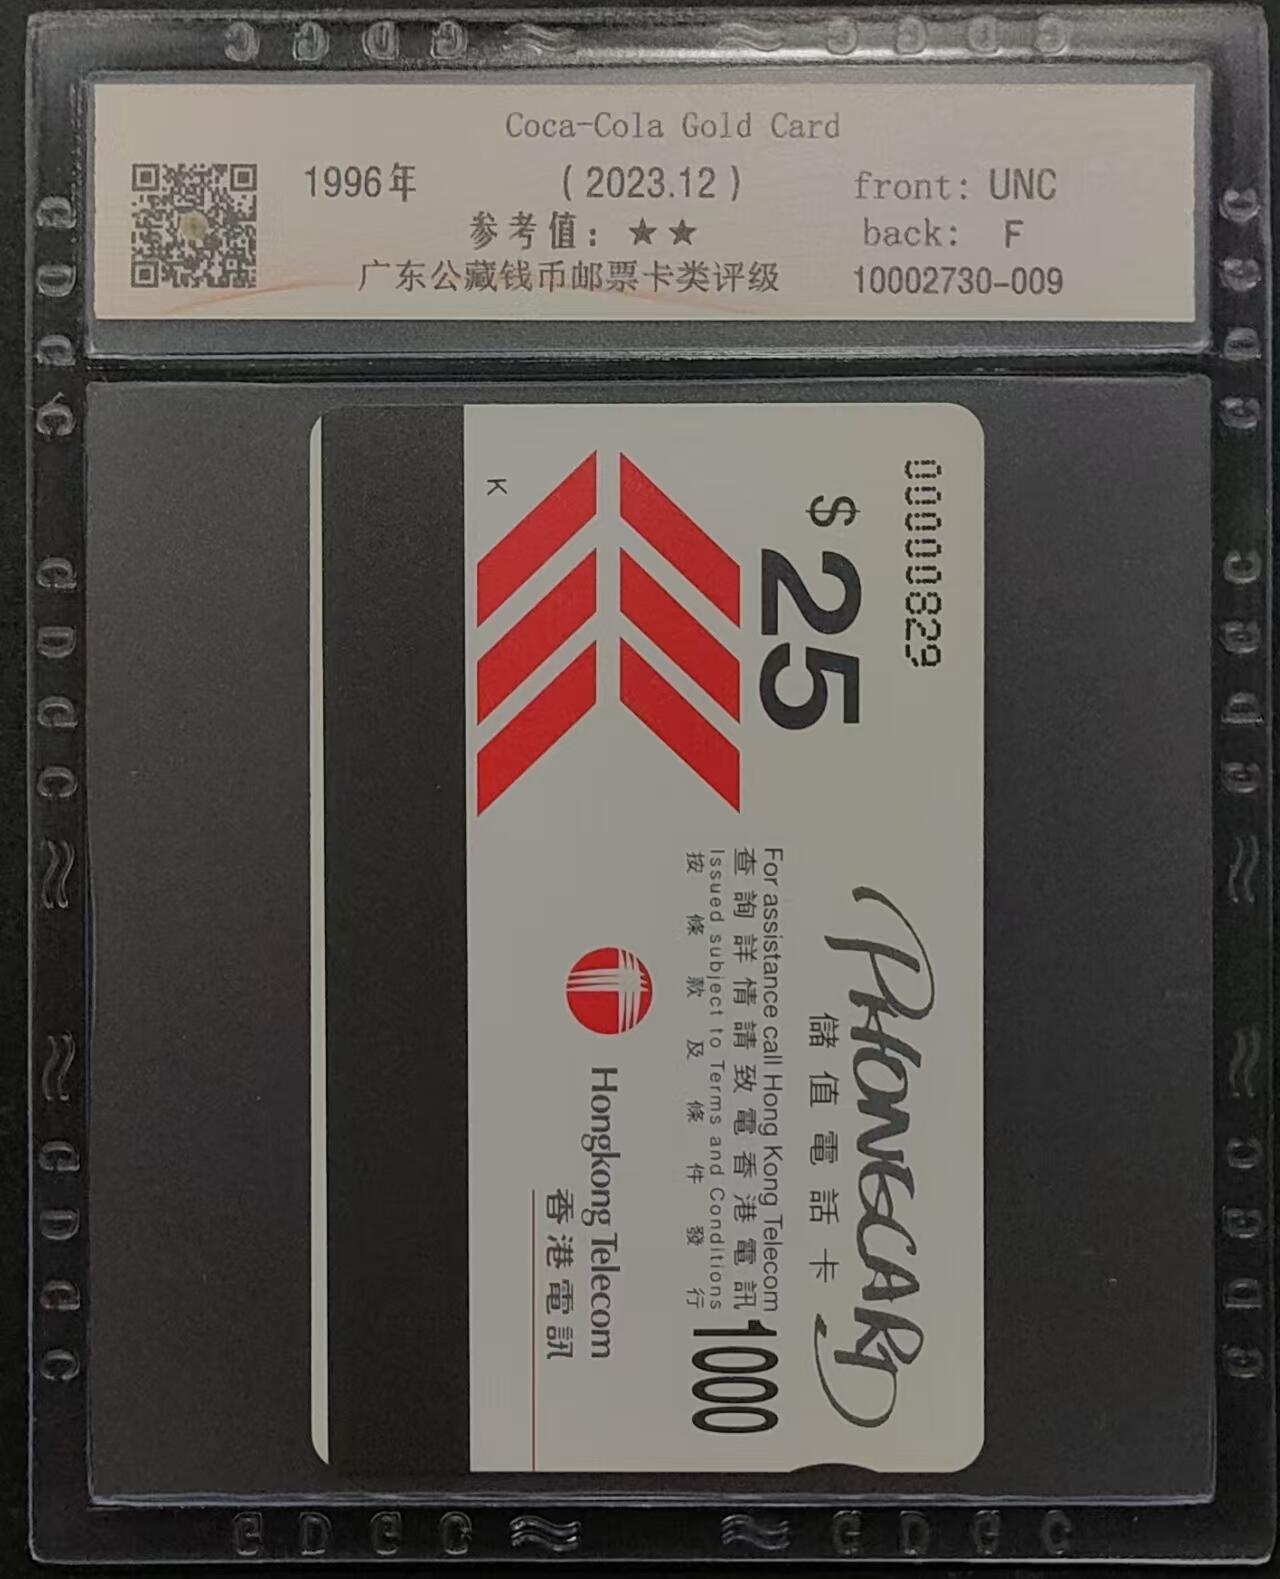 Coca-Cola Gold Card
1996年
(2023.12)
front: UNC
参考值: ★★
back: F
广东公藏钱币邮票卡类评级
10002730-009
00000829
$25
PHONECARD
儲值電話卡
For assistance call Hong Kong Telecom
查詢詳情請致電香港電訊
Issued subject to Terms and Conditions
按條款及條件發行
1000
K
Hongkong Telecom
香港電訊
G D G C
G D G C
G D G C
G D G C